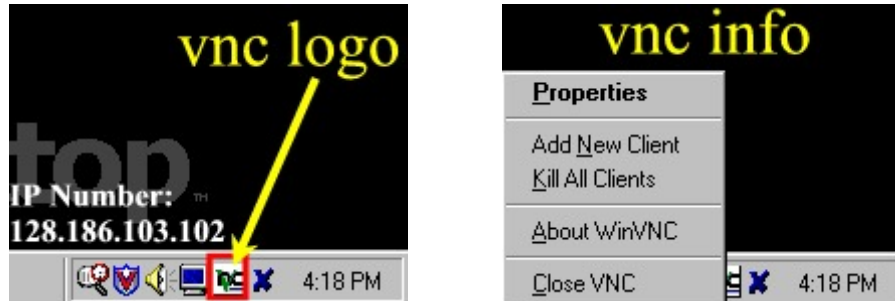 vnc logo
top
TM
IP Number:
128.186.103.102
4:18 PM
vnc info
Properties
Add New Client
Kill All Clients
About WinVNC
Close VNC
4:18 PM